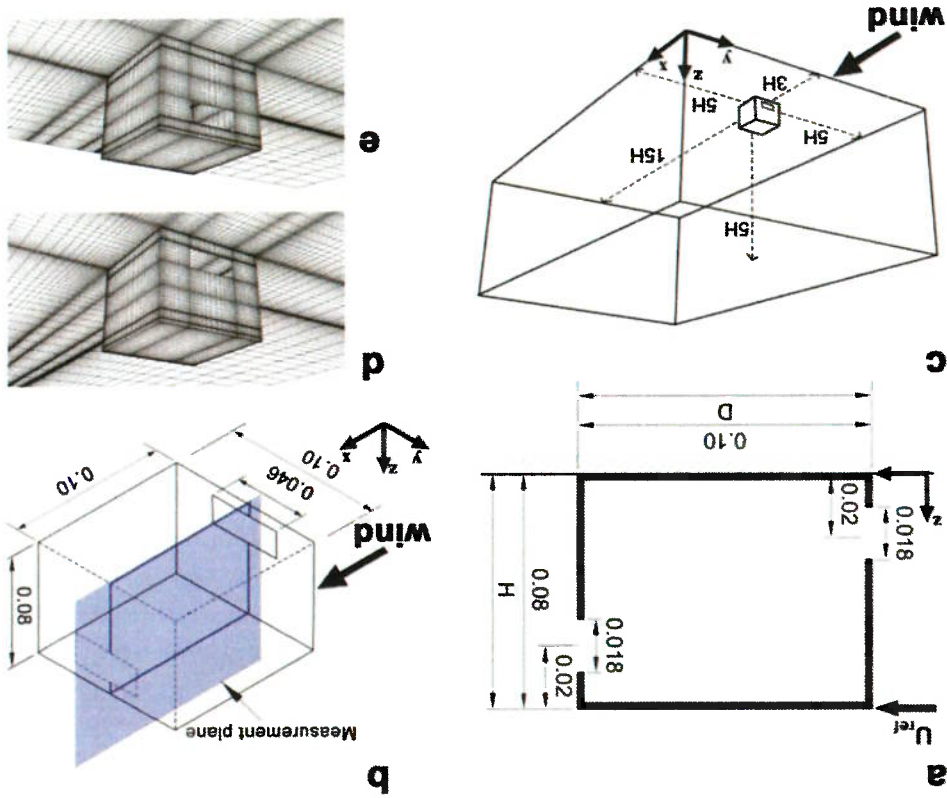 a
U_ref
0.02
0.018
0.08
H
0.018
0.02
z
0.10
D
b
Measurement plane
wind
0.08
0.046
0.10
0.10
y
z
x
c
5H
15H
5H
5H
3H
y
z
x
wind
d
e